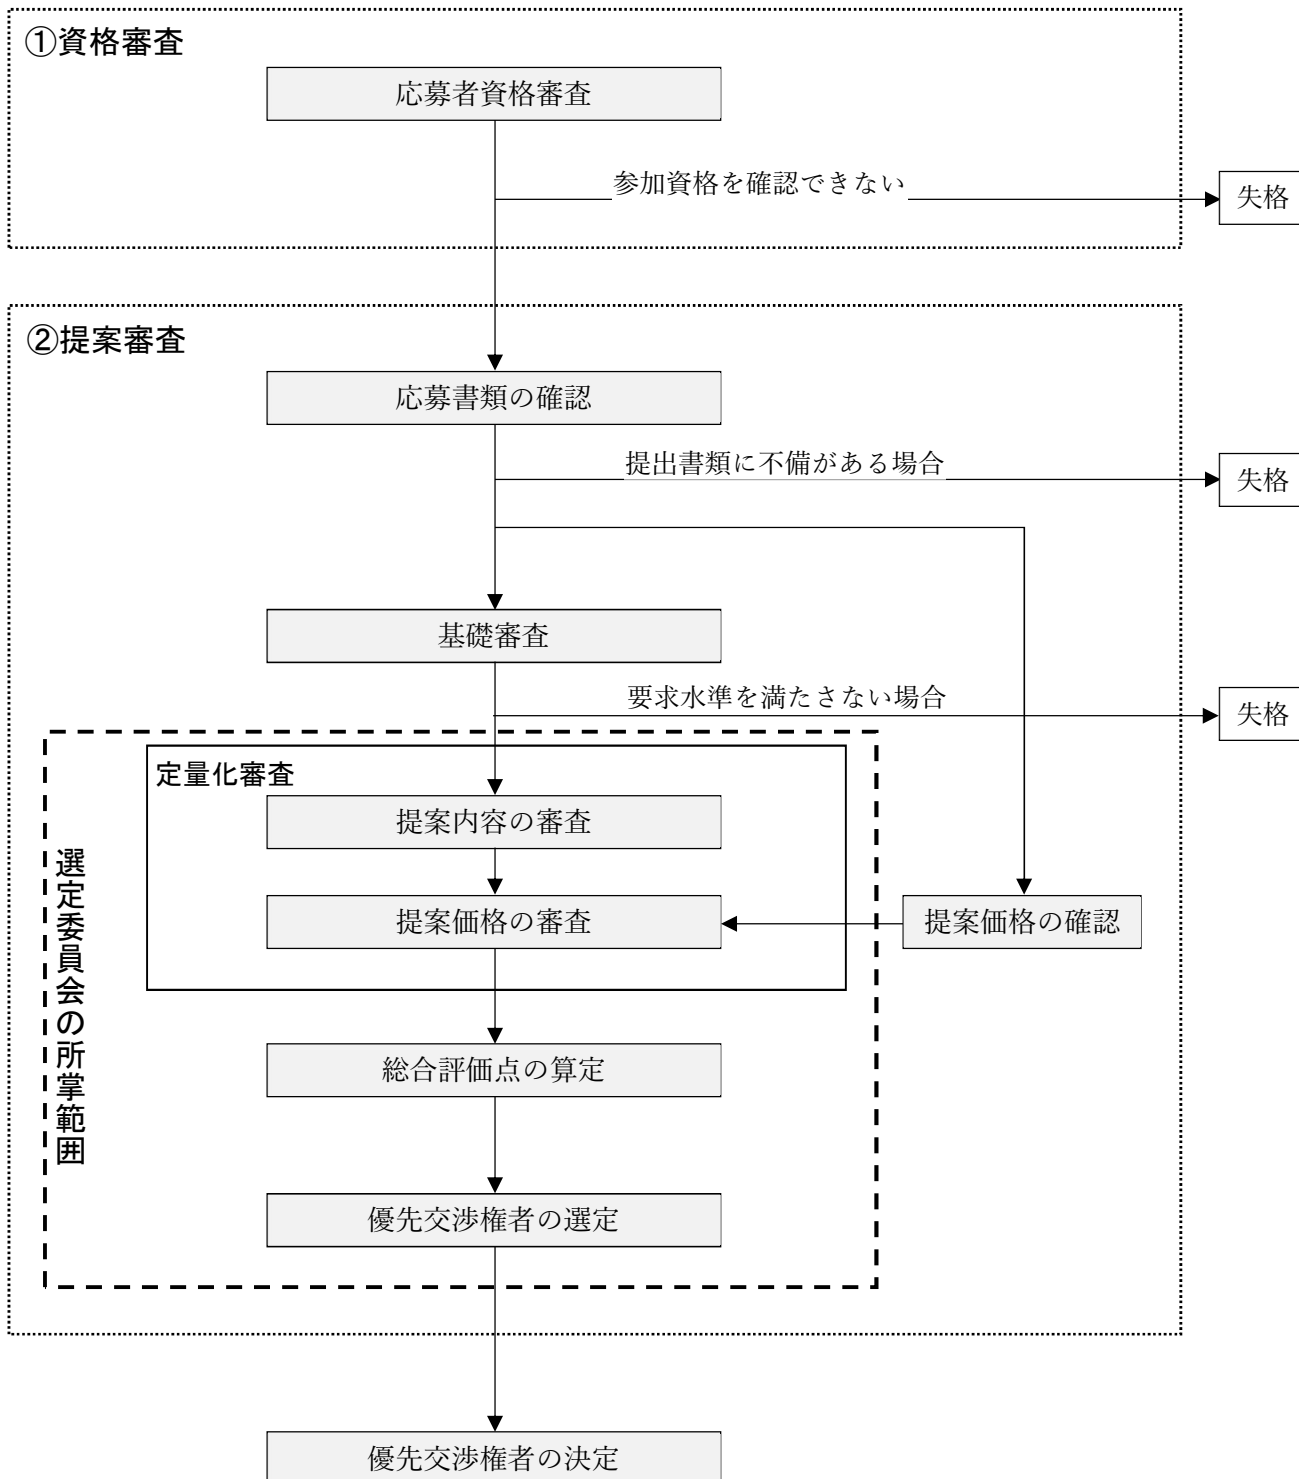 ①資格審査
応募者資格審査
参加資格を確認できない
失格
②提案審査
応募書類の確認
提出書類に不備がある場合
失格
基礎審査
要求水準を満たさない場合
失格
定量化審査
提案内容の審査
選定委員会の所掌範囲
提案価格の審査
提案価格の確認
総合評価点の算定
優先交渉権者の選定
優先交渉権者の決定